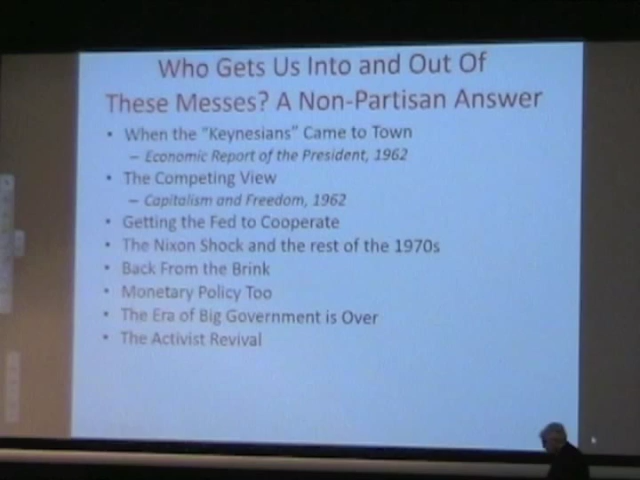 Who Gets Us Into and Out Of
These Messes? A Non-Partisan Answer
• When the "Keynesians" Came to Town
– Economic Report of the President, 1962
• The Competing View
– Capitalism and Freedom, 1962
• Getting the Fed to Cooperate
• The Nixon Shock and the rest of the 1970s
• Back From the Brink
• Monetary Policy Too
• The Era of Big Government is Over
• The Activist Revival